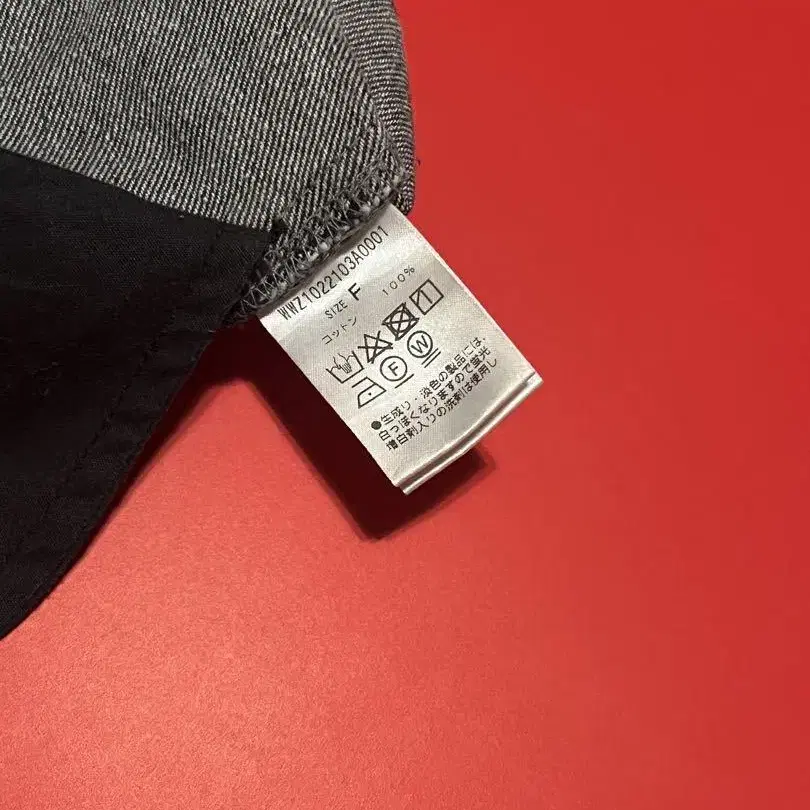 WWZ1022103A0001
SIZE F
コットン 100%
F W
●生成り・淡色の製品には、
白っぽくなりますので蛍光
増白剤入りの洗剤は使用し